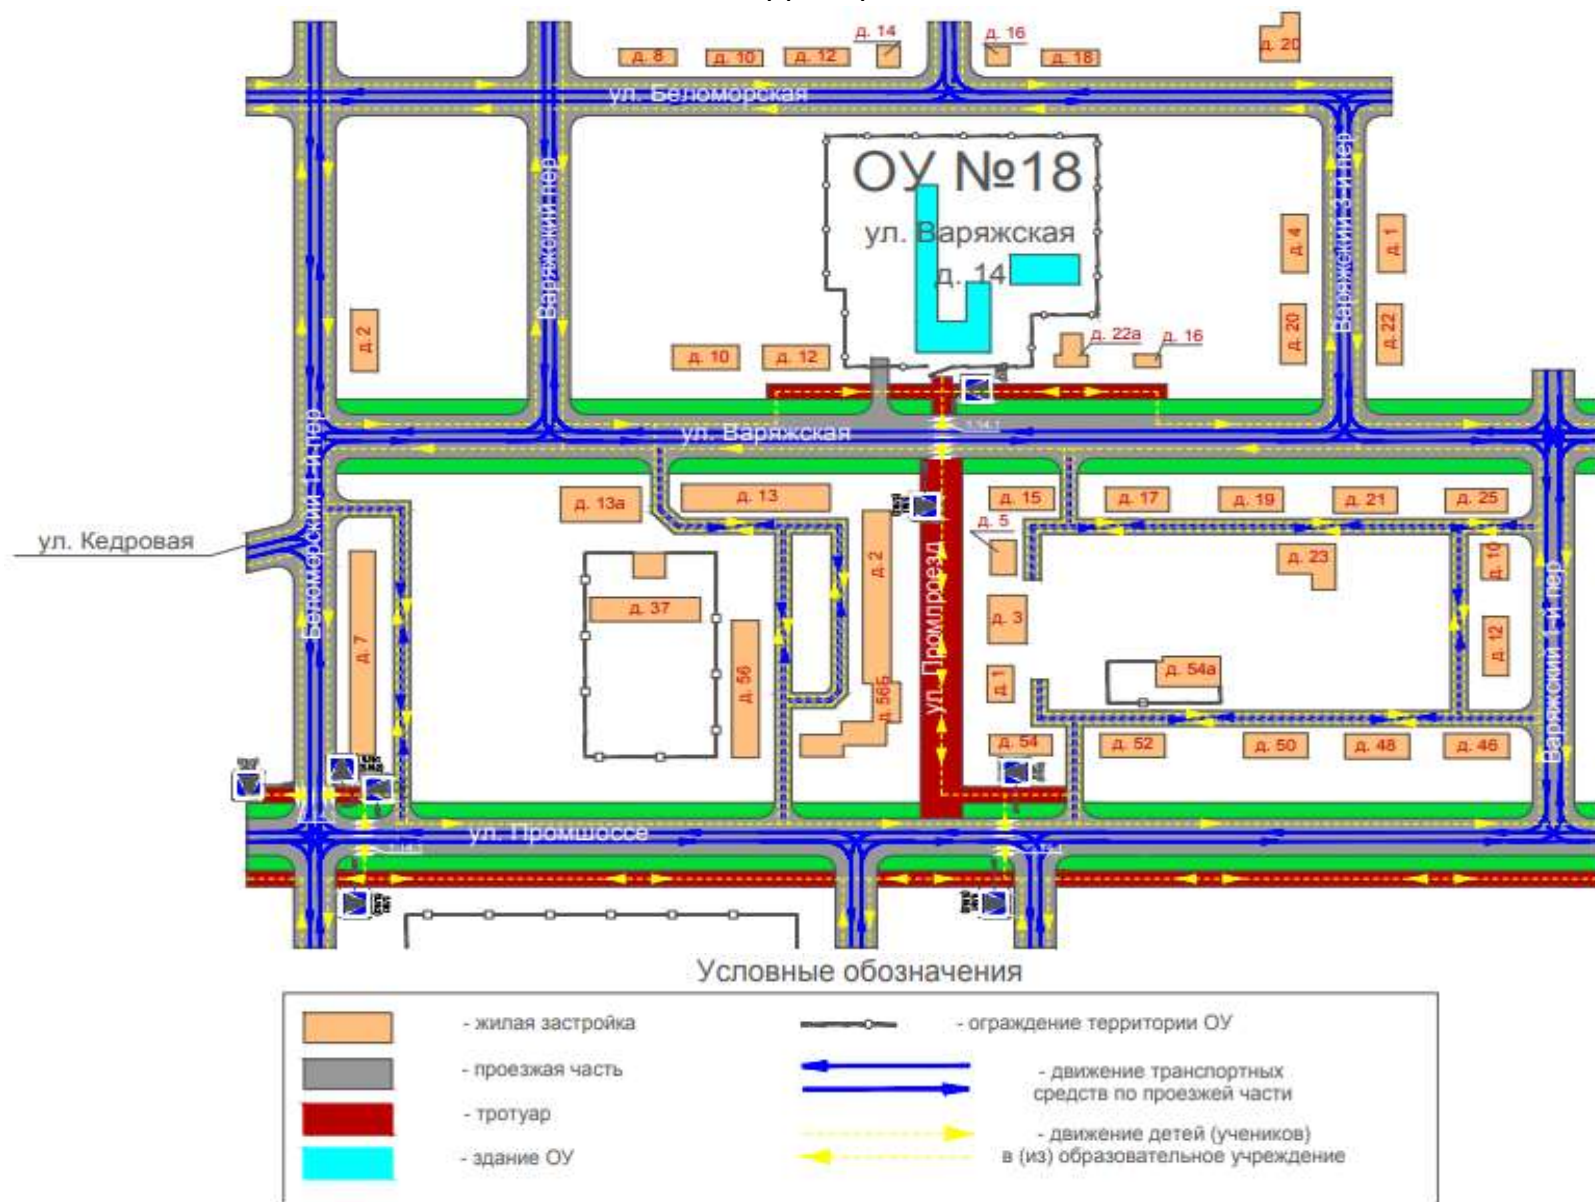 д. 14
д. 16
д. 8
д. 10
д. 12
д. 18
д. 20
ул. Беломорская
ОУ №18
ул. Варяжская
д. 14
Варяжский пер
Варяжский 3-й пер
д. 4
д. 1
д. 2
д. 20
д. 22
д. 10
д. 12
д. 22а
д. 16
1.14.1
ул. Варяжская
Беломорский 1-й пер
д. 13а
д. 13
д. 15
д. 17
д. 19
д. 21
д. 25
д. 5
ул. Кедровая
д. 2
д. 23
д. 10
д. 37
д. 3
д. 7
д. 56
ул. Промпроезд
д. 12
д. 54а
д. 1
д. 56Б
Варяжский 1-й пер
д. 54
д. 52
д. 50
д. 48
д. 46
ул. Промшоссе
Условные обозначения
- жилая застройка
- ограждение территории ОУ
- проезжая часть
- движение транспортных
средств по проезжей части
- тротуар
- движение детей (учеников)
в (из) образовательное учреждение
- здание ОУ